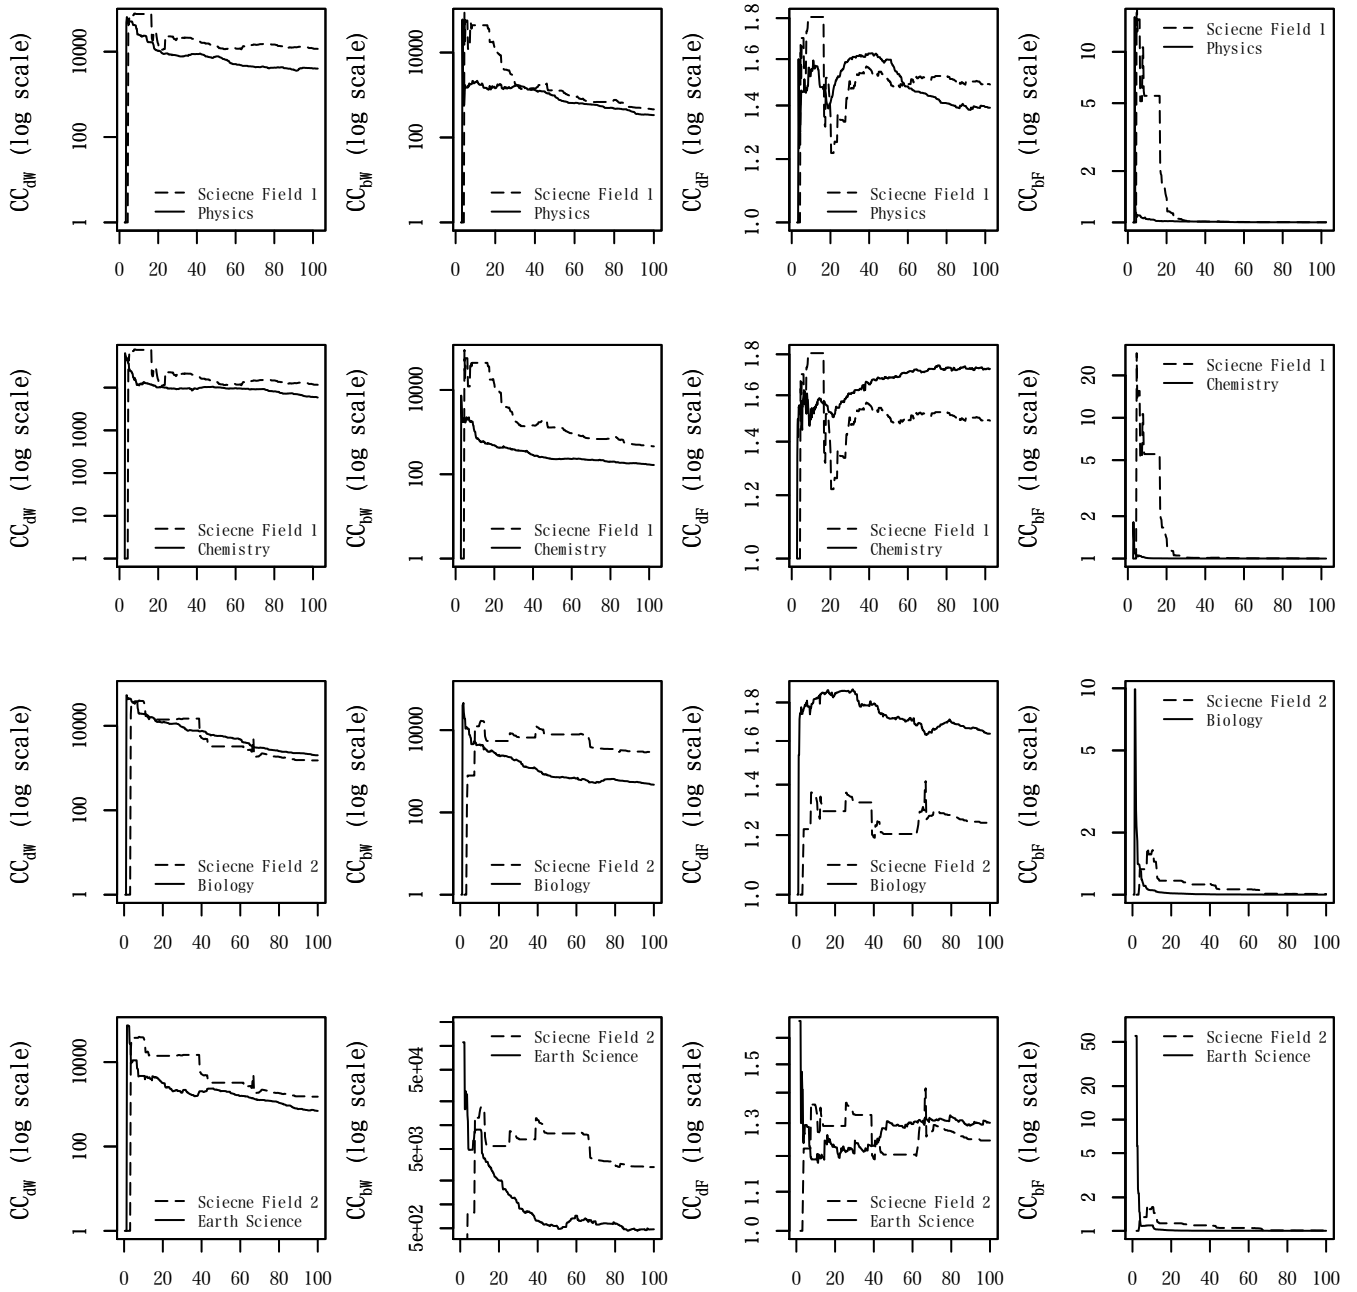 CC_dW (log scale)
1 100 10000
0 20 40 60 80 100
Sciecne Field 1
Physics
CC_bW (log scale)
1 100 10000
0 20 40 60 80 100
Sciecne Field 1
Physics
CC_dF (log scale)
1.0 1.2 1.4 1.6 1.8
0 20 40 60 80 100
Sciecne Field 1
Physics
CC_bF (log scale)
1 2 5 10
0 20 40 60 80 100
Sciecne Field 1
Physics
CC_dW (log scale)
1 10 100 1000
0 20 40 60 80 100
Sciecne Field 1
Chemistry
CC_bW (log scale)
1 100 10000
0 20 40 60 80 100
Sciecne Field 1
Chemistry
CC_dF (log scale)
1.0 1.2 1.4 1.6 1.8
0 20 40 60 80 100
Sciecne Field 1
Chemistry
CC_bF (log scale)
1 2 5 10 20
0 20 40 60 80 100
Sciecne Field 1
Chemistry
CC_dW (log scale)
1 100 10000
0 20 40 60 80 100
Sciecne Field 2
Biology
CC_bW (log scale)
1 100 10000
0 20 40 60 80 100
Sciecne Field 2
Biology
CC_dF (log scale)
1.0 1.2 1.4 1.6 1.8
0 20 40 60 80 100
Sciecne Field 2
Biology
CC_bF (log scale)
1 2 5 10
0 20 40 60 80 100
Sciecne Field 2
Biology
CC_dW (log scale)
1 100 10000
0 20 40 60 80 100
Sciecne Field 2
Earth Science
CC_bW (log scale)
5e+02 5e+03 5e+04
0 20 40 60 80 100
Sciecne Field 2
Earth Science
CC_dF (log scale)
1.0 1.1 1.3 1.5
0 20 40 60 80 100
Sciecne Field 2
Earth Science
CC_bF (log scale)
1 2 5 10 20 50
0 20 40 60 80 100
Sciecne Field 2
Earth Science